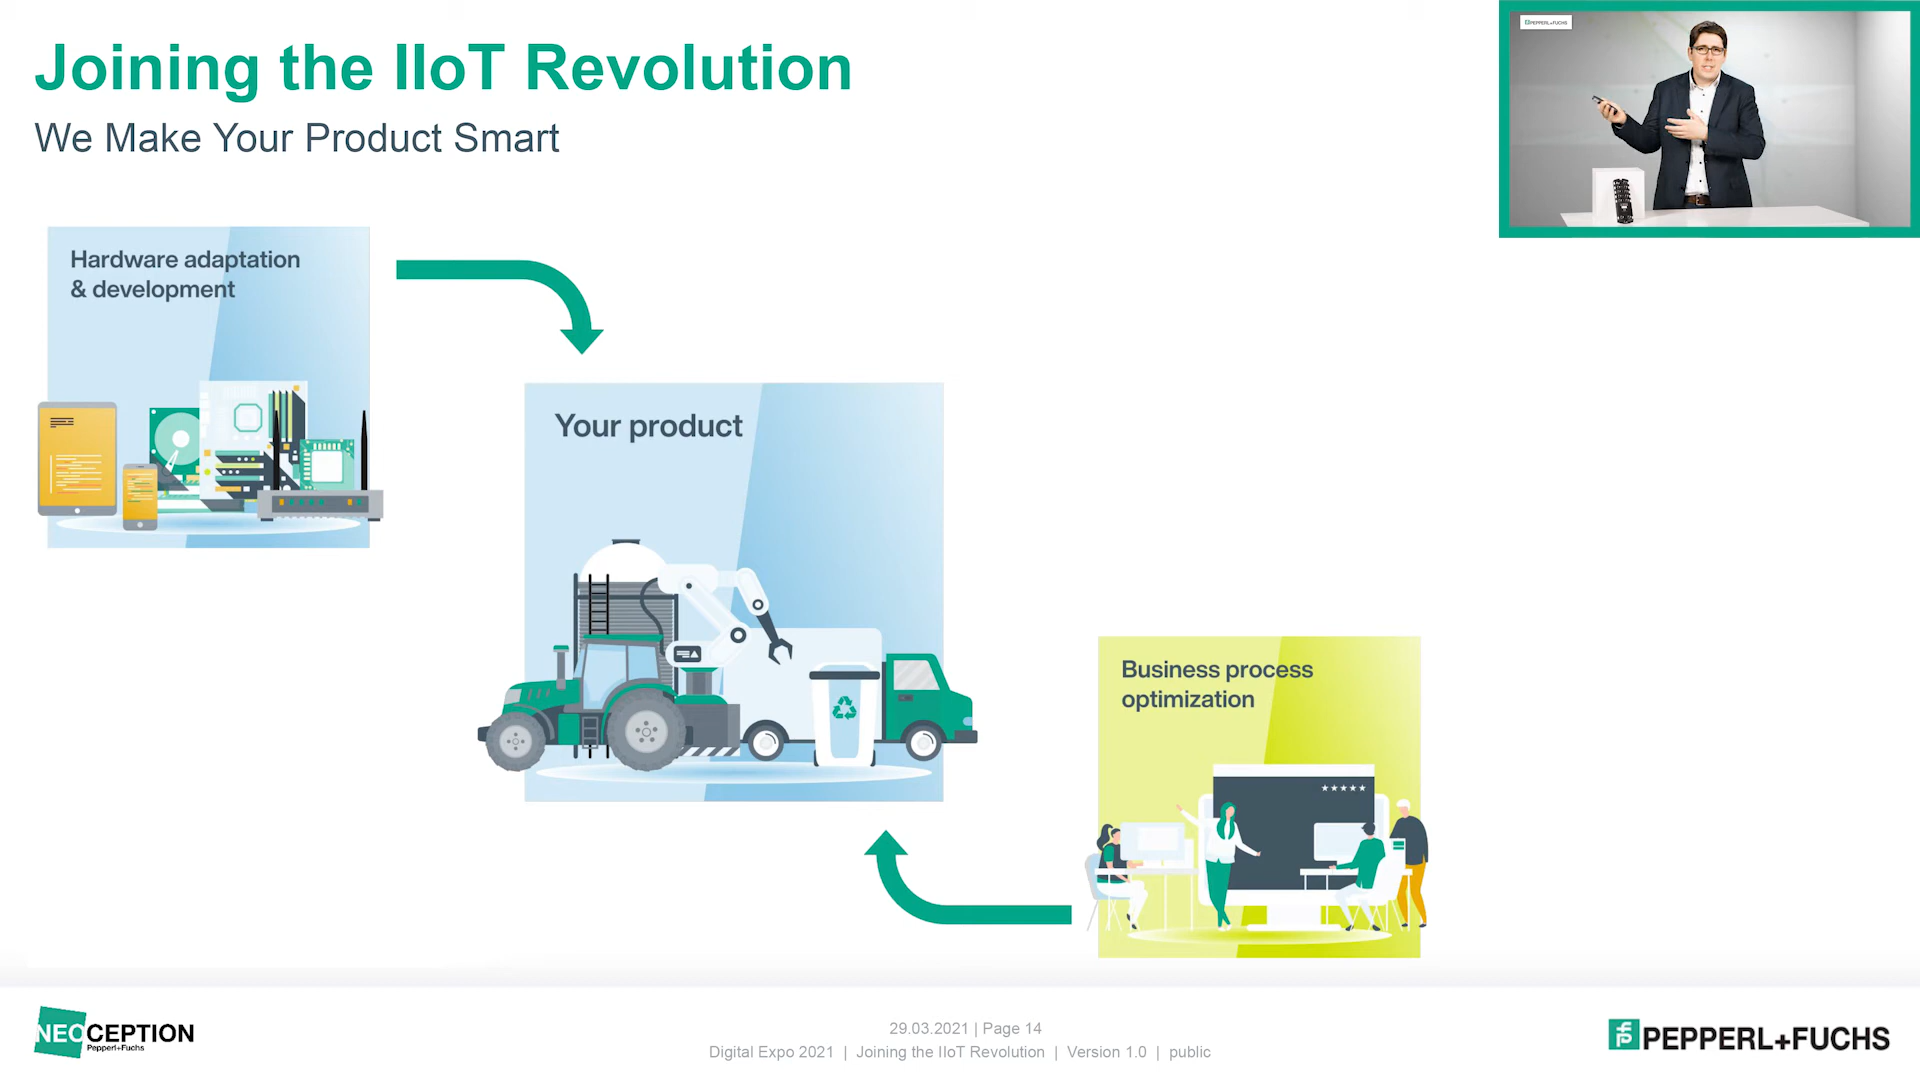 Joining the IIoT Revolution
We Make Your Product Smart
PEPPERL+FUCHS
Hardware adaptation
& development
Your product
Business process
optimization
NEOCEPTION
Pepperl+Fuchs
29.03.2021 | Page 14
Digital Expo 2021 | Joining the IIoT Revolution | Version 1.0 | public
PEPPERL+FUCHS